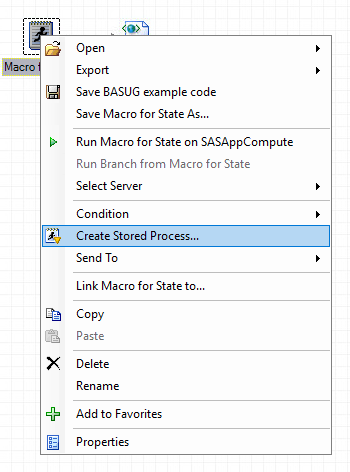 Macro f
Open
Export
Save BASUG example code
Save Macro for State As...
Run Macro for State on SASAppCompute
Run Branch from Macro for State
Select Server
Condition
Create Stored Process...
Send To
Link Macro for State to...
Copy
Paste
Delete
Rename
Add to Favorites
Properties